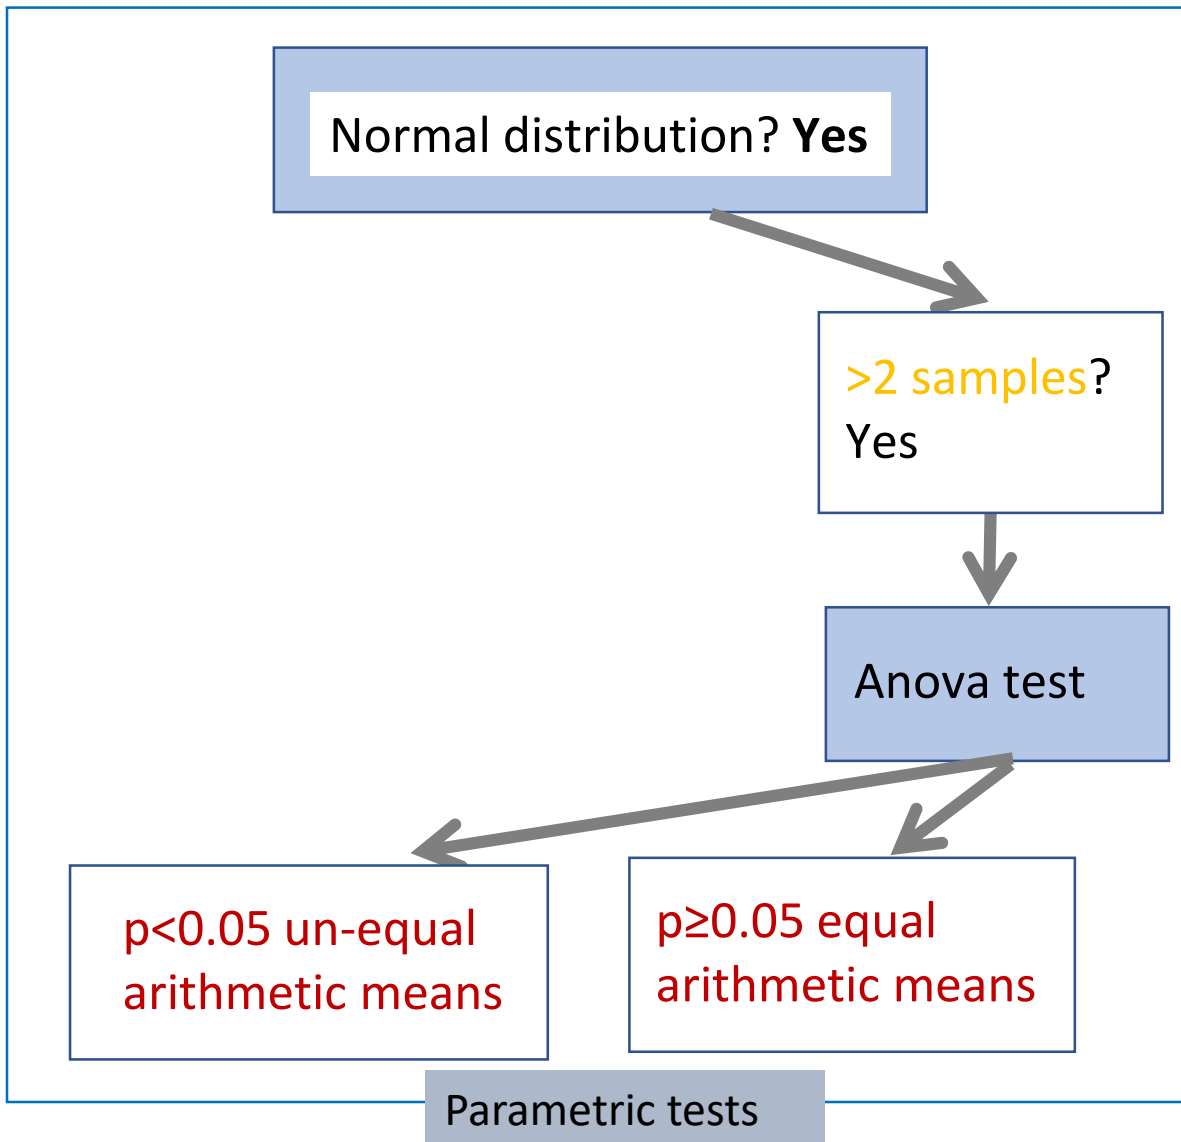 Normal distribution? Yes
>2 samples?
Yes
Anova test
p<0.05 un-equal
arithmetic means
p≥0.05 equal
arithmetic means
Parametric tests